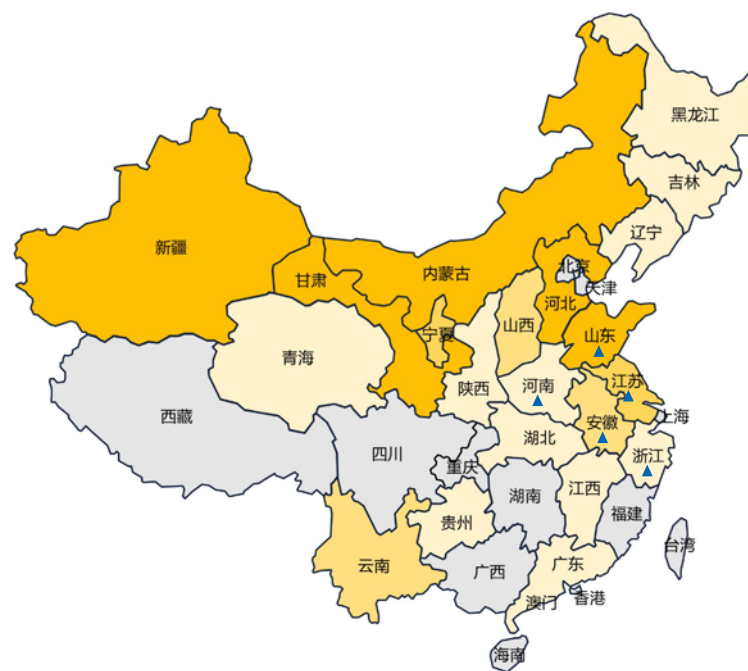 黑龙江
吉林
辽宁
新疆
内蒙古
甘肃
北京
天津
河北
宁夏
山西
山东
青海
陕西
河南
江苏
西藏
安徽
上海
四川
重庆
湖北
浙江
湖南
江西
贵州
福建
云南
广西
广东
台湾
澳门
香港
海南